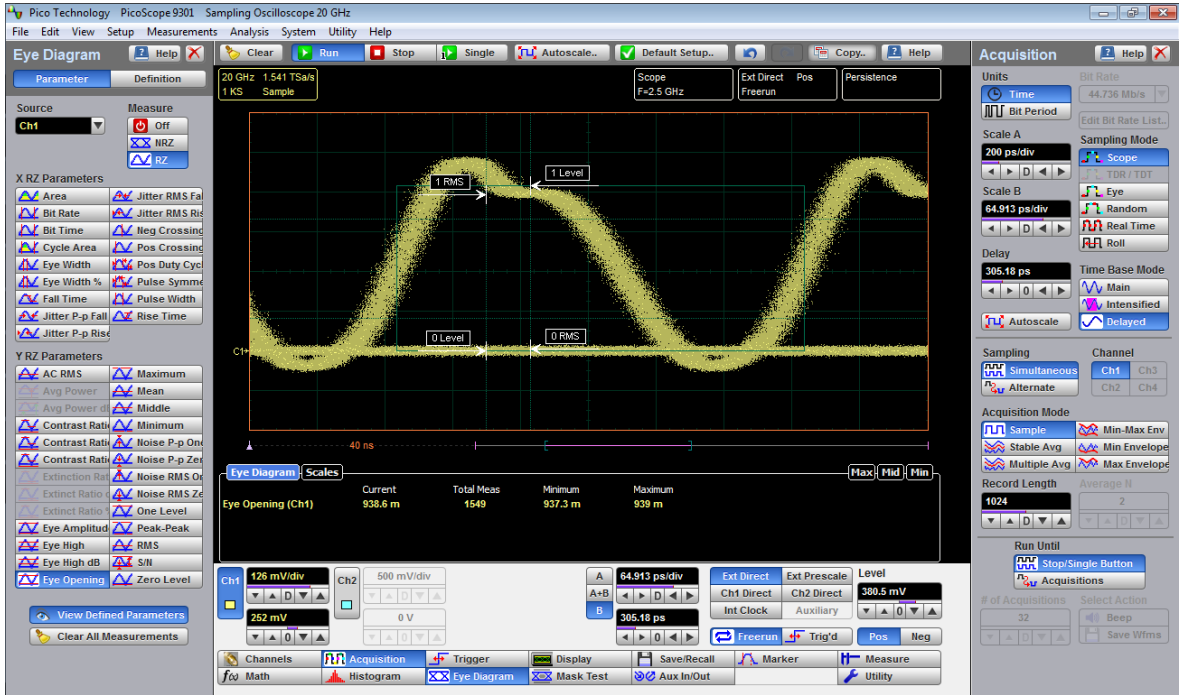 Pico Technology PicoScope 9301 Sampling Oscilloscope 20 GHz
File Edit View Setup Measurements Analysis System Utility Help
Eye Diagram
? Help
Parameter Definition
Source
Ch1
Measure
Off
NRZ
RZ
X RZ Parameters
Area Jitter RMS Fal
Bit Rate Jitter RMS Ris
Bit Time Neg Crossing
Cycle Area Pos Crossing
Eye Width Pos Duty Cycl
Eye Width % Pulse Symme
Fall Time Pulse Width
Jitter P-p Fall Rise Time
Jitter P-p Rise
Y RZ Parameters
AC RMS Maximum
Avg Power Mean
Avg Power dB Middle
Contrast Rati Minimum
Contrast Rati Noise P-p One
Contrast Rati Noise P-p Zer
Extinction Rat Noise RMS On
Extinct Ratio Noise RMS Ze
Extinct Ratio One Level
Eye Amplitud Peak-Peak
Eye High RMS
Eye High dB S/N
Eye Opening Zero Level
View Defined Parameters
Clear All Measurements
Clear Run Stop Single Autoscale.. Default Setup.. Copy.. ? Help
20 GHz 1.541 TSa/s
1 KS Sample
Scope
F=2.5 GHz
Ext Direct Pos
Freerun
Persistence
1 RMS
1 Level
0 Level
0 RMS
C1+
40 ns
Eye Diagram Scales Max Mid Min
Current Total Meas Minimum Maximum
Eye Opening (Ch1) 938.6 m 1549 937.3 m 939 m
Ch1 126 mV/div
D
252 mV
0
Ch2 500 mV/div
D
0 V
0
A
A+B
B
64.913 ps/div
D
305.18 ps
0
Ext Direct Ext Prescale
Ch1 Direct Ch2 Direct
Int Clock Auxiliary
Freerun Trig'd
Level
380.5 mV
0
Pos Neg
Channels Acquisition Trigger Display Save/Recall Marker Measure
f(x) Math Histogram Eye Diagram Mask Test Aux In/Out Utility
Acquisition
? Help
Units
Time
Bit Period
Bit Rate
44.736 Mb/s
Edit Bit Rate List..
Scale A
200 ps/div
D
Scale B
64.913 ps/div
D
Delay
305.18 ps
0
Autoscale
Sampling Mode
Scope
TDR / TDT
Eye
Random
Real Time
Roll
Time Base Mode
Main
Intensified
Delayed
Sampling
Simultaneous
Alternate
Channel
Ch1 Ch3
Ch2 Ch4
Acquisition Mode
Sample Min-Max Env
Stable Avg Min Envelope
Multiple Avg Max Envelope
Record Length
1024
D
Average N
2
D
Run Until
Stop/Single Button
Acquisitions
# of Acquisitions
32
D
Select Action
Beep
Save Wfms